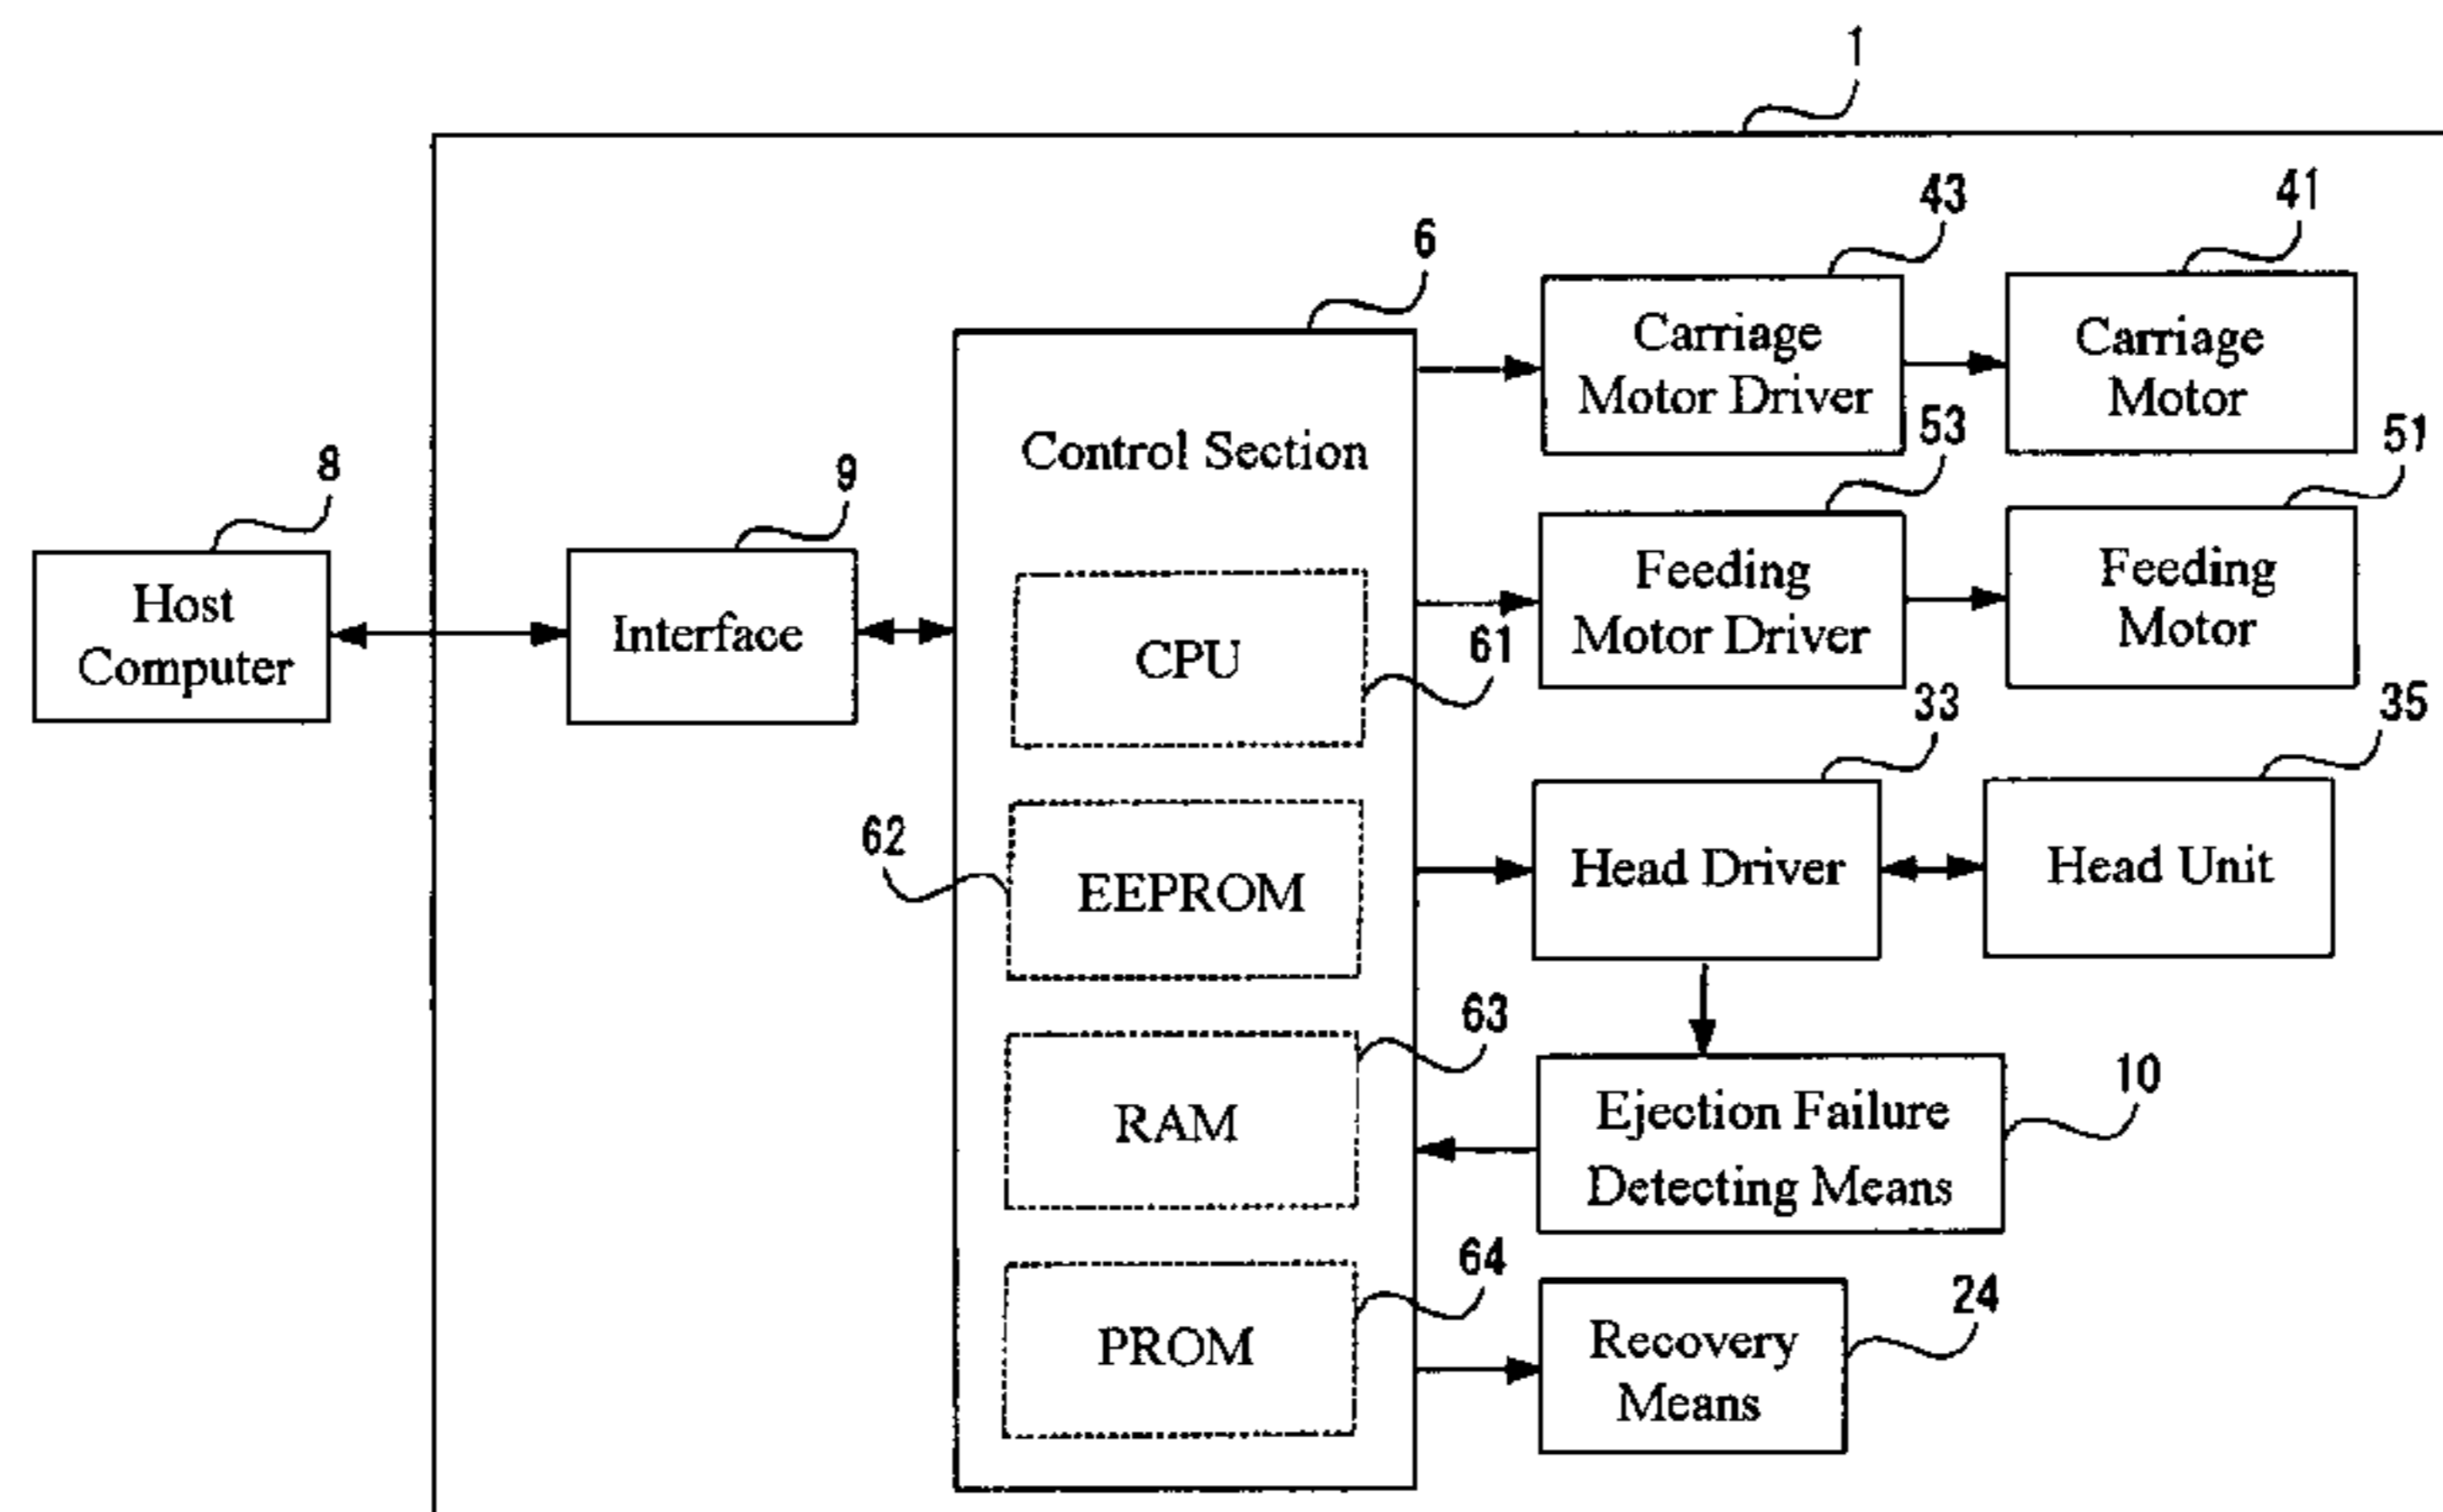 1
43
41
6
Carriage
Motor Driver
Carriage
Motor
Control Section
53
51
8
9
Host
Computer
Interface
CPU
61
Feeding
Motor Driver
Feeding
Motor
33
35
62
EEPROM
Head Driver
Head Unit
63
RAM
10
Ejection Failure
Detecting Means
64
PROM
24
Recovery
Means